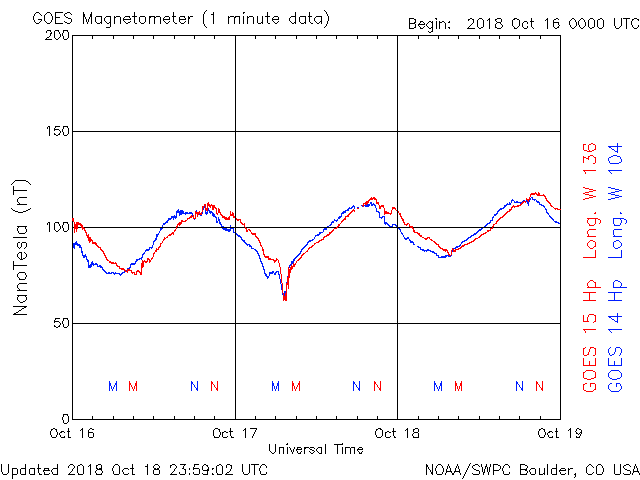 GOES Magnetometer (1 minute data)
Begin: 2018 Oct 16 0000 UTC
200
150
100
50
0
NanoTesla (nT)
M M N N M M N N M M N N
Oct 16 Oct 17 Oct 18 Oct 19
Universal Time
GOES 15 Hp Long. W 136
GOES 14 Hp Long. W 104
Updated 2018 Oct 18 23:59:02 UTC
NOAA/SWPC Boulder, CO USA